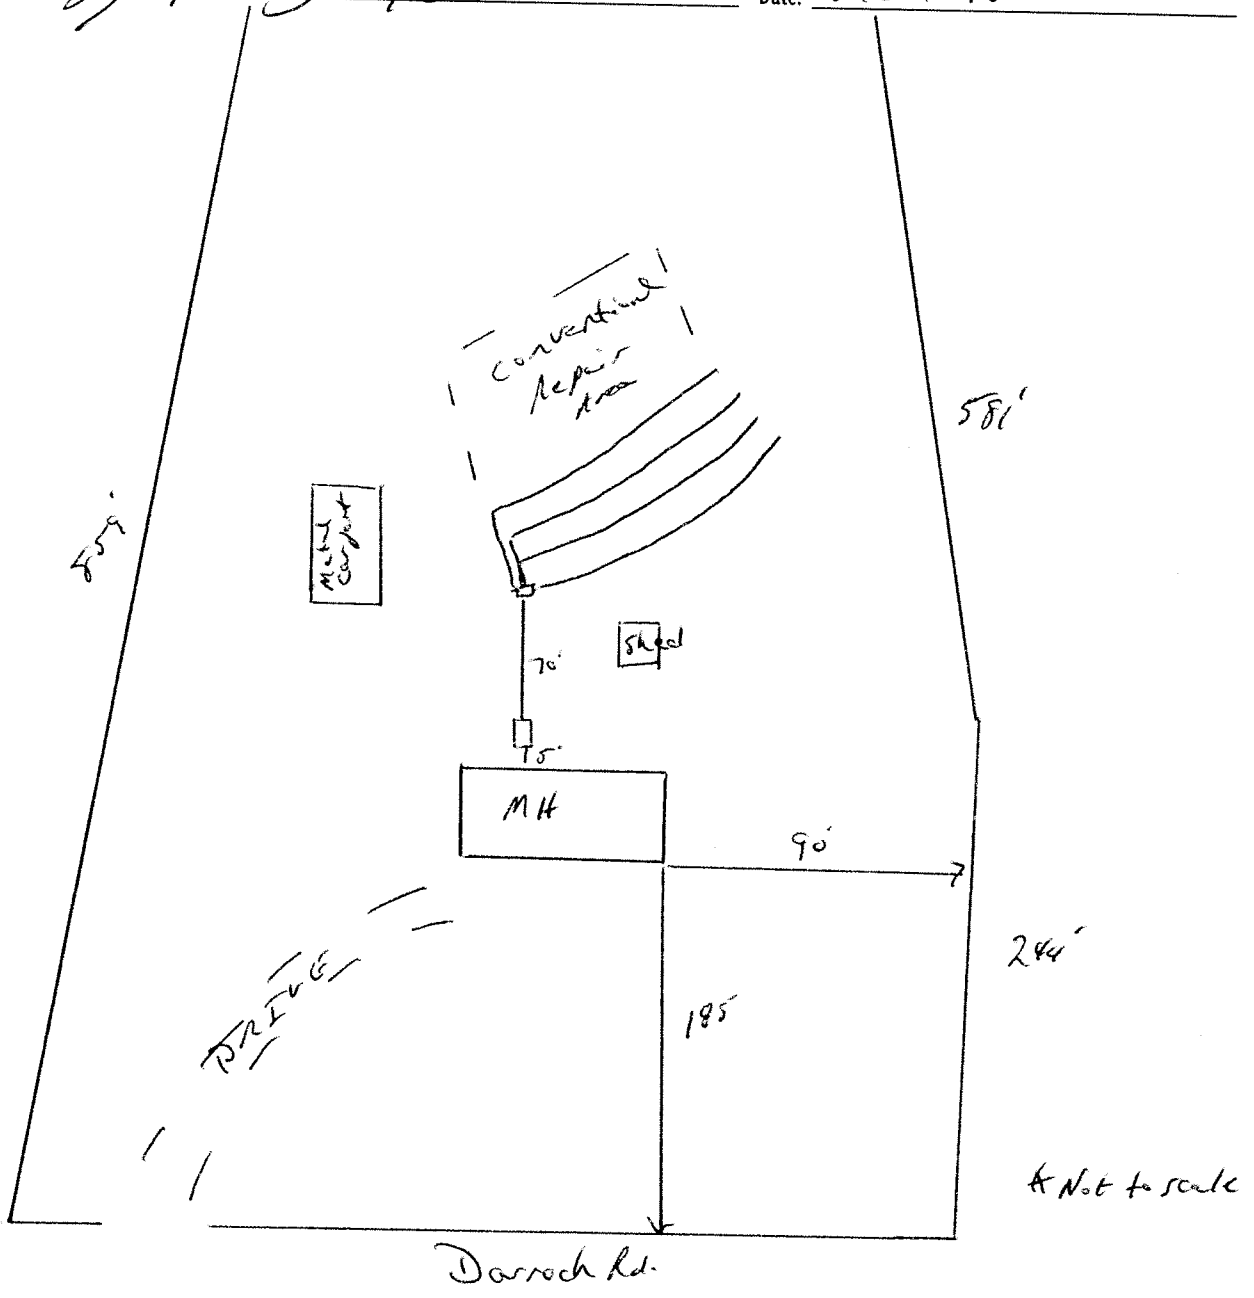 Date:
Conventional
Repair
Area
581'
859'
Metal
Carport
Shed
70'
15'
MH
90'
244'
DRIVE
185
* Not to scale
Darroch Rd.